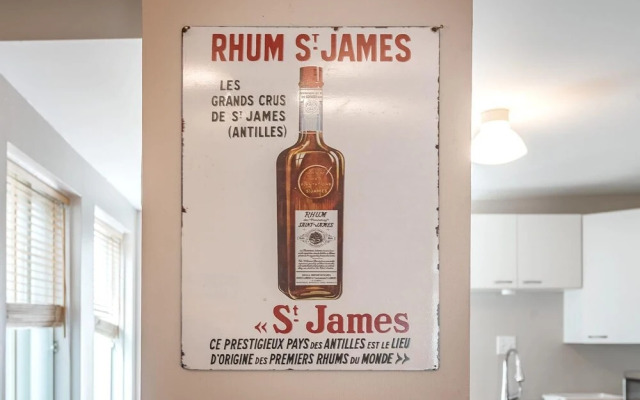 RHUM ST JAMES
LES
GRANDS CRUS
DE ST JAMES
(ANTILLES)
RHUM
SAINT-JAMES
« St James
CE PRESTIGIEUX PAYS DES ANTILLES EST LE LIEU
D'ORIGINE DES PREMIERS RHUMS DU MONDE »